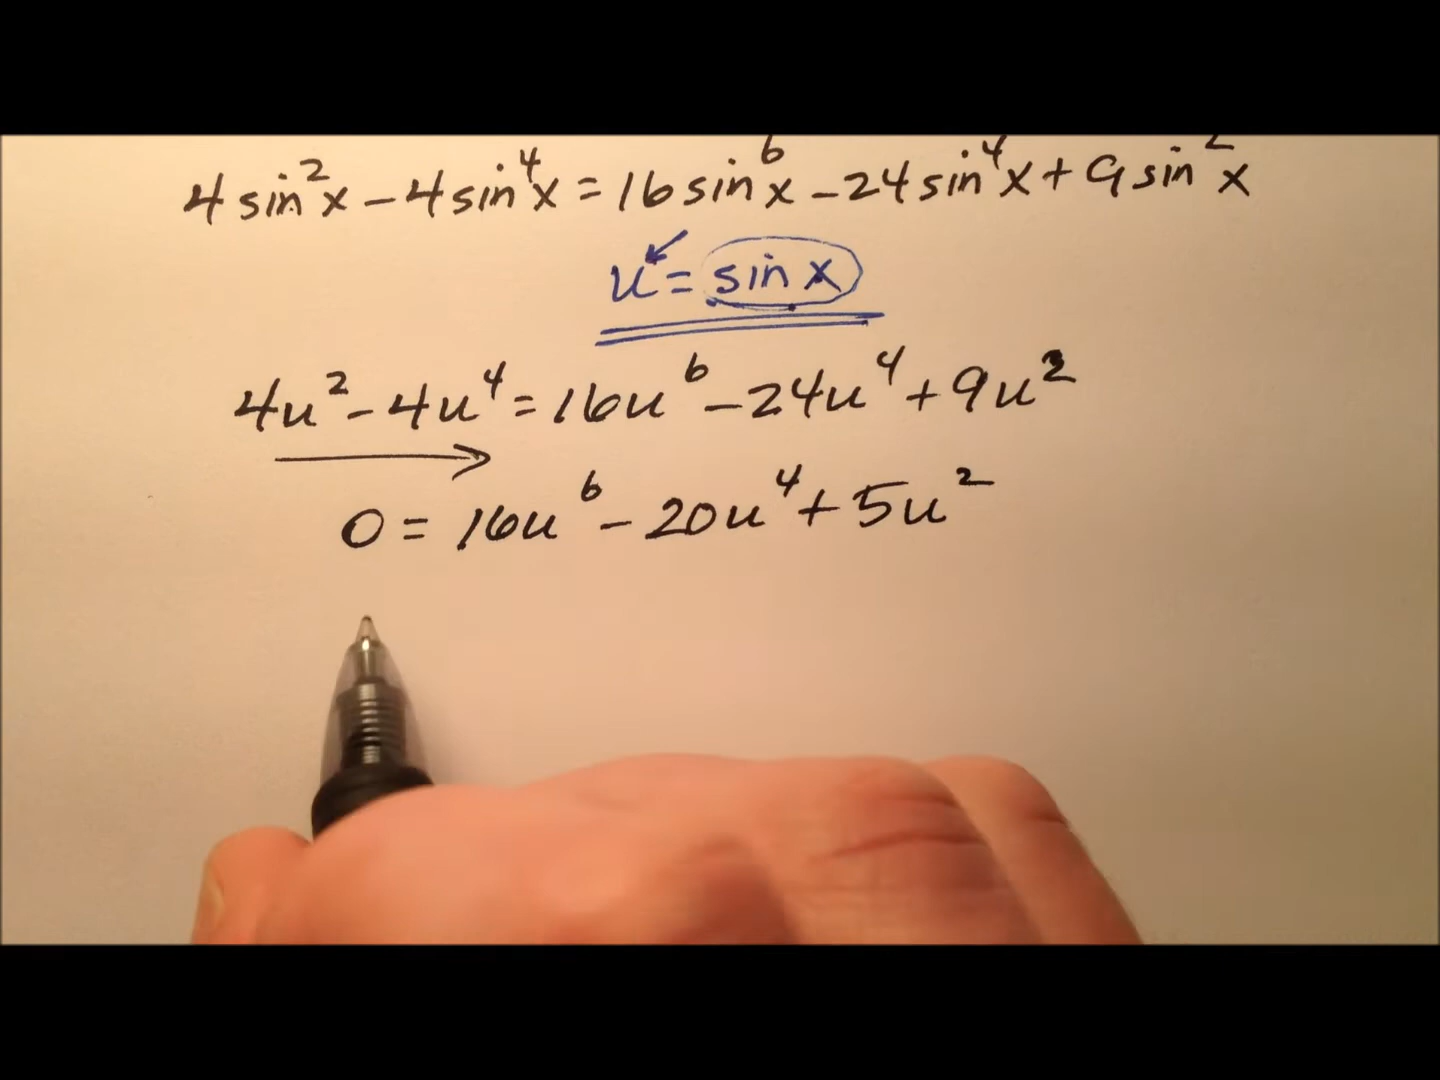 4sin²x – 4sin⁴x = 16sin⁶x – 24sin⁴x + 9sin²x
u = sin x
4u² – 4u⁴ = 16u⁶ – 24u⁴ + 9u²
0 = 16u⁶ – 20u⁴ + 5u²